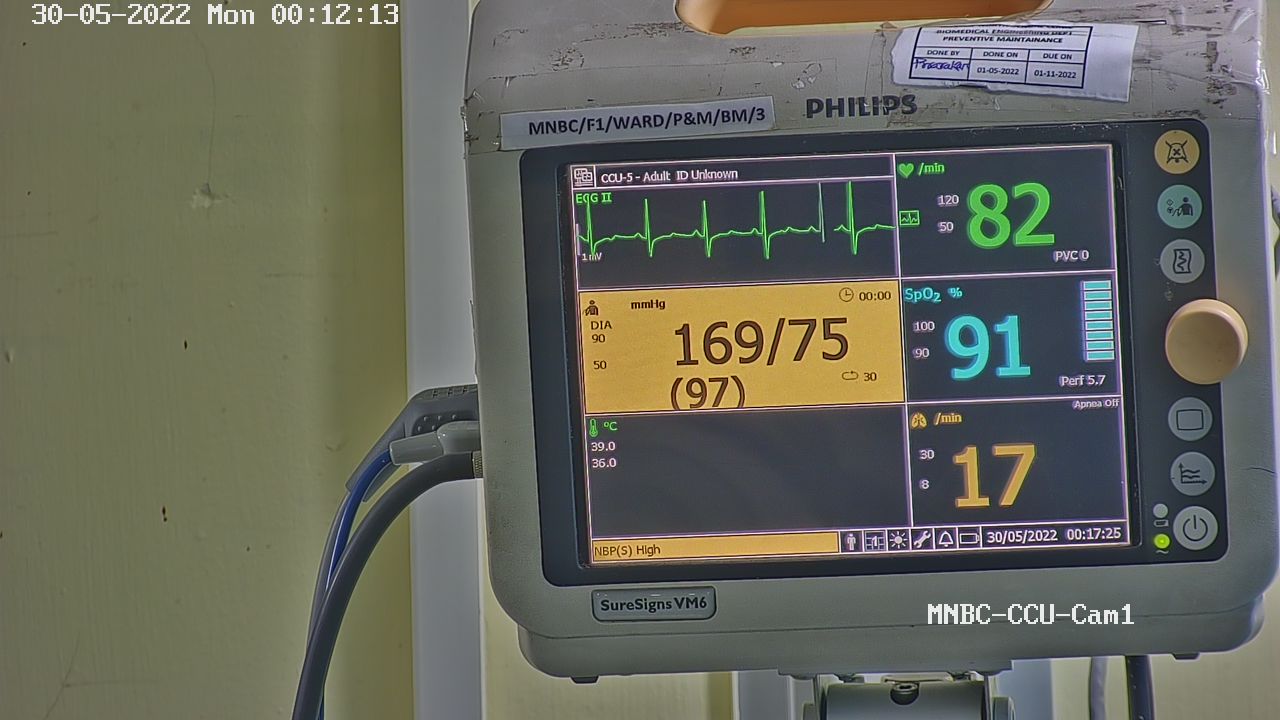 30-05-2022 Mon 00:12:13
BIOMEDICAL ENGINEERING DEPT
PREVENTIVE MAINTAINANCE
DONE BY DONE ON DUE ON
01-05-2022 01-11-2022
PHILIPS
MNBC/F1/WARD/P&M/BM/3
CCU-5 - Adult ID Unknown
ECG II
1 mV
/min
120
50
82
PVC 0
mmHg
00:00
DIA
90
50
169/75
(97)
30
SpO2 %
100
90
91
Perf 5.7
°C
39.0
36.0
Apnea Off
/min
30
8
17
NBP(S) High
30/05/2022 00:17:25
SureSigns VM6
MNBC-CCU-Cam1